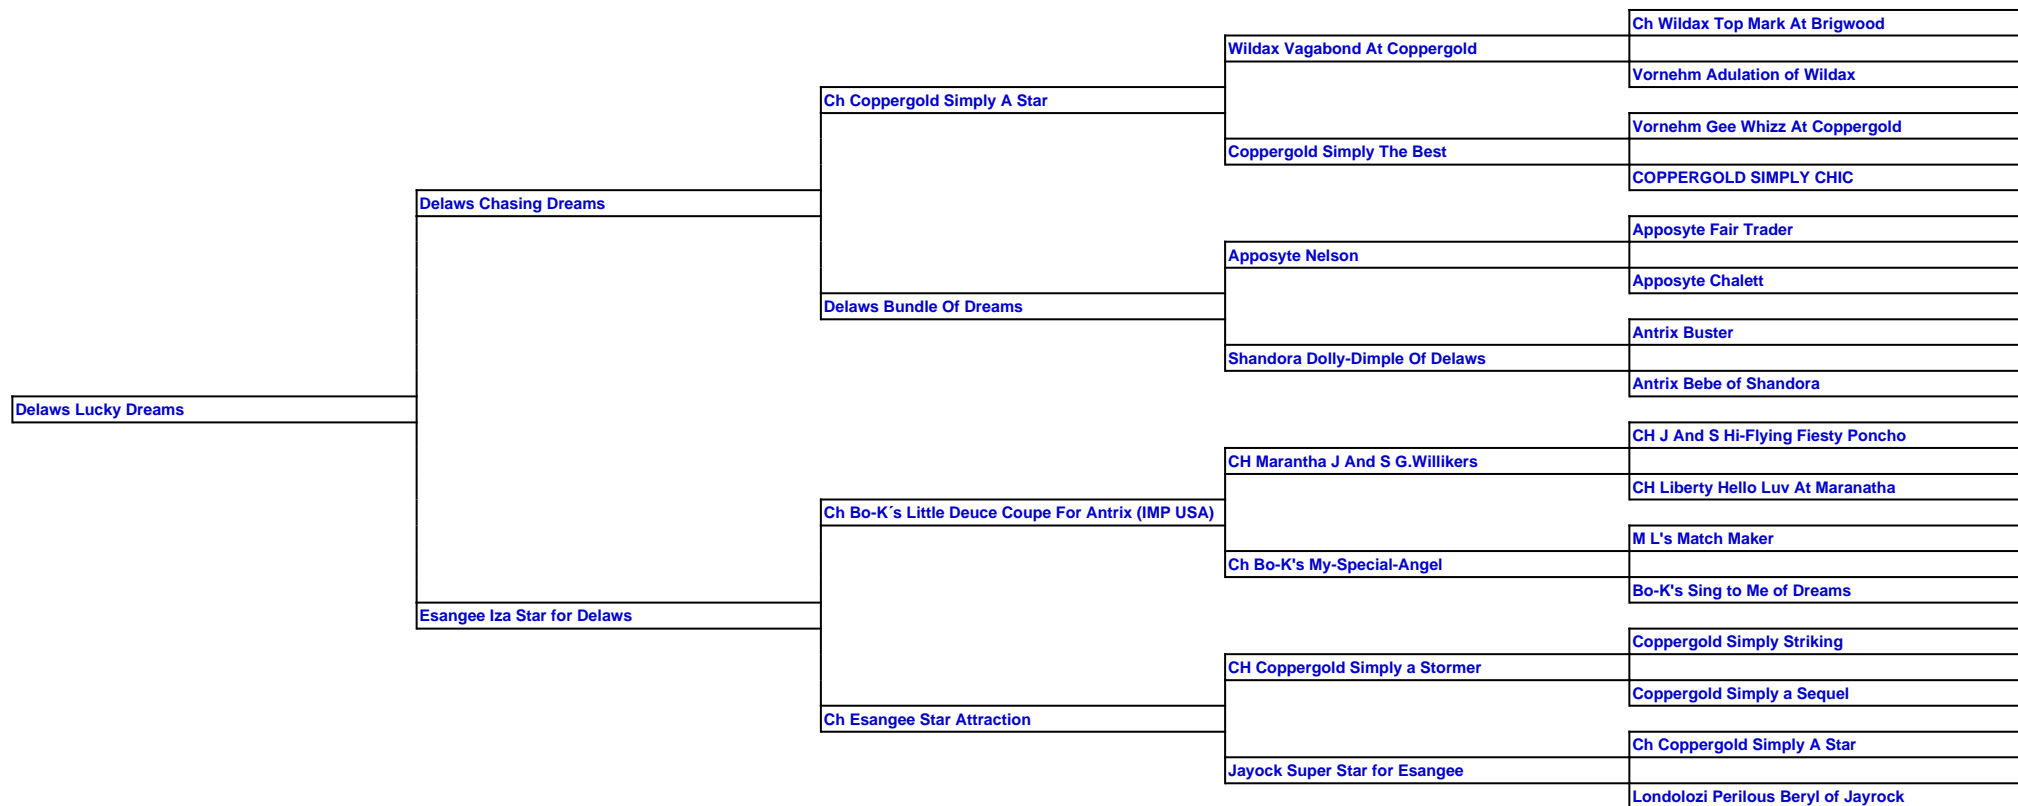 Ch Wildax Top Mark At Brigwood
Wildax Vagabond At Coppergold
Vornehm Adulation of Wildax
Ch Coppergold Simply A Star
Vornehm Gee Whizz At Coppergold
Coppergold Simply The Best
COPPERGOLD SIMPLY CHIC
Delaws Chasing Dreams
Apposyte Fair Trader
Apposyte Nelson
Apposyte Chalett
Delaws Bundle Of Dreams
Antrix Buster
Shandora Dolly-Dimple Of Delaws
Antrix Bebe of Shandora
Delaws Lucky Dreams
CH J And S Hi-Flying Fiesty Poncho
CH Marantha J And S G.Willikers
CH Liberty Hello Luv At Maranatha
Ch Bo-K´s Little Deuce Coupe For Antrix (IMP USA)
M L's Match Maker
Ch Bo-K's My-Special-Angel
Bo-K's Sing to Me of Dreams
Esangee Iza Star for Delaws
Coppergold Simply Striking
CH Coppergold Simply a Stormer
Coppergold Simply a Sequel
Ch Esangee Star Attraction
Ch Coppergold Simply A Star
Jayock Super Star for Esangee
Londolozi Perilous Beryl of Jayrock